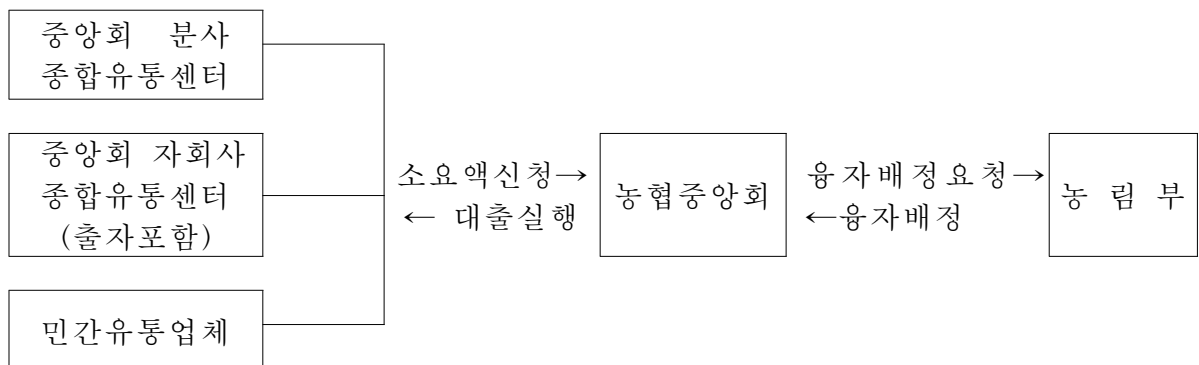 중앙회 분사
종합유통센터
중앙회 자회사
종합유통센터
(출자포함)
민간유통업체
소요액신청→
← 대출실행
농협중앙회
융자배정요청→
←융자배정
농 림 부